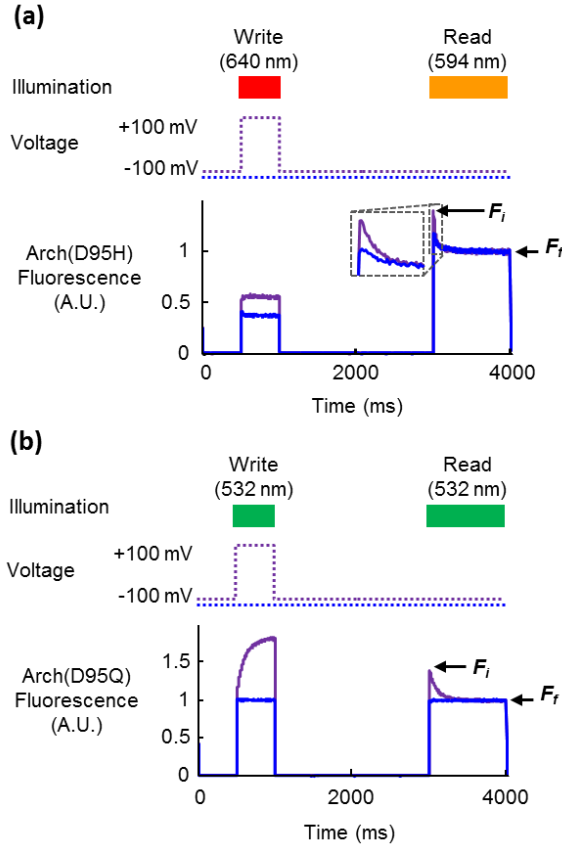 (a)
Write
(640 nm)
Read
(594 nm)
Illumination
Voltage
+100 mV
-100 mV
Arch(D95H)
Fluorescence
(A.U.)
1
0.5
0
F_i
F_f
0
2000
4000
Time (ms)
(b)
Write
(532 nm)
Read
(532 nm)
Illumination
Voltage
+100 mV
-100 mV
Arch(D95Q)
Fluorescence
(A.U.)
1.5
1
0.5
0
F_i
F_f
0
2000
4000
Time (ms)